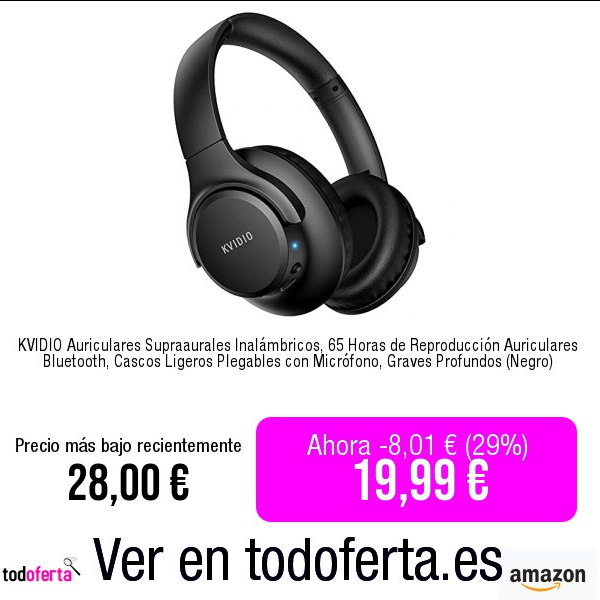 KVIDIO
KVIDIO Auriculares Supraaurales Inalámbricos, 65 Horas de Reproducción Auriculares
Bluetooth, Cascos Ligeros Plegables con Micrófono, Graves Profundos (Negro)
Precio más bajo recientemente
28,00 €
Ahora -8,01 € (29%)
19,99 €
todoferta
Ver en todoferta.es
amazon